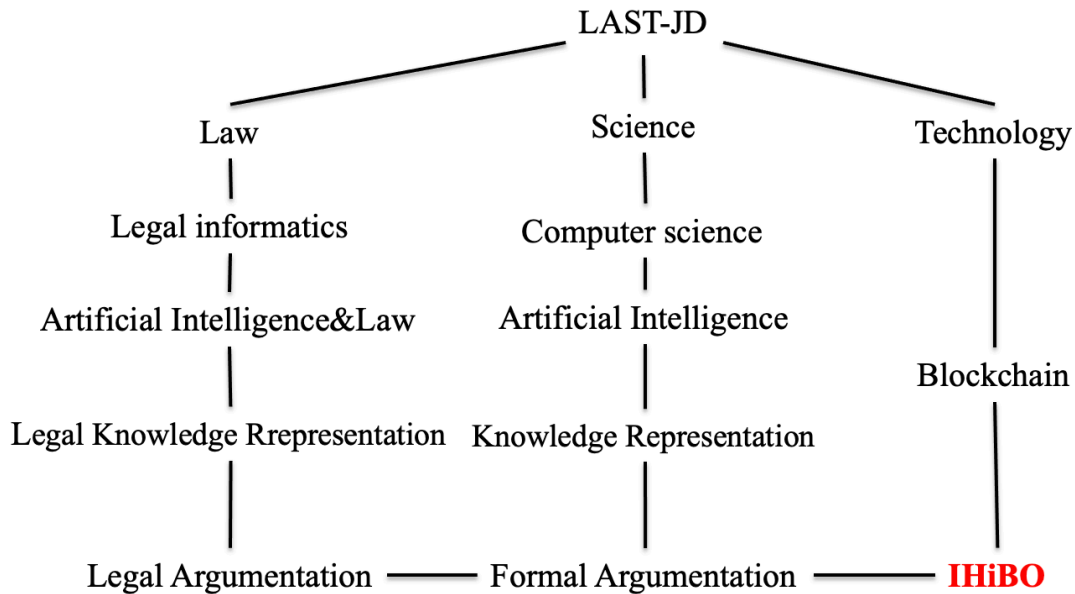 LAST-JD
Law
Science
Technology
Legal informatics
Computer science
Artificial Intelligence&Law
Artificial Intelligence
Blockchain
Legal Knowledge Rrepresentation
Knowledge Representation
Legal Argumentation
Formal Argumentation
IHiBO